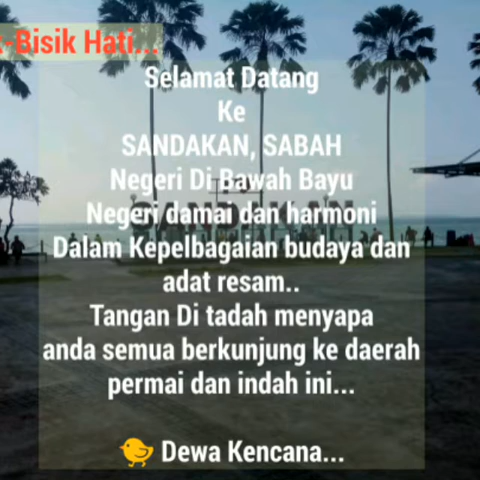 -Bisik Hati...
Selamat Datang
Ke
SANDAKAN, SABAH
Negeri Di Bawah Bayu
Negeri damai dan harmoni
Dalam Kepelbagaian budaya dan
adat resam..
Tangan Di tadah menyapa
anda semua berkunjung ke daerah
permai dan indah ini...
🐤 Dewa Kencana...